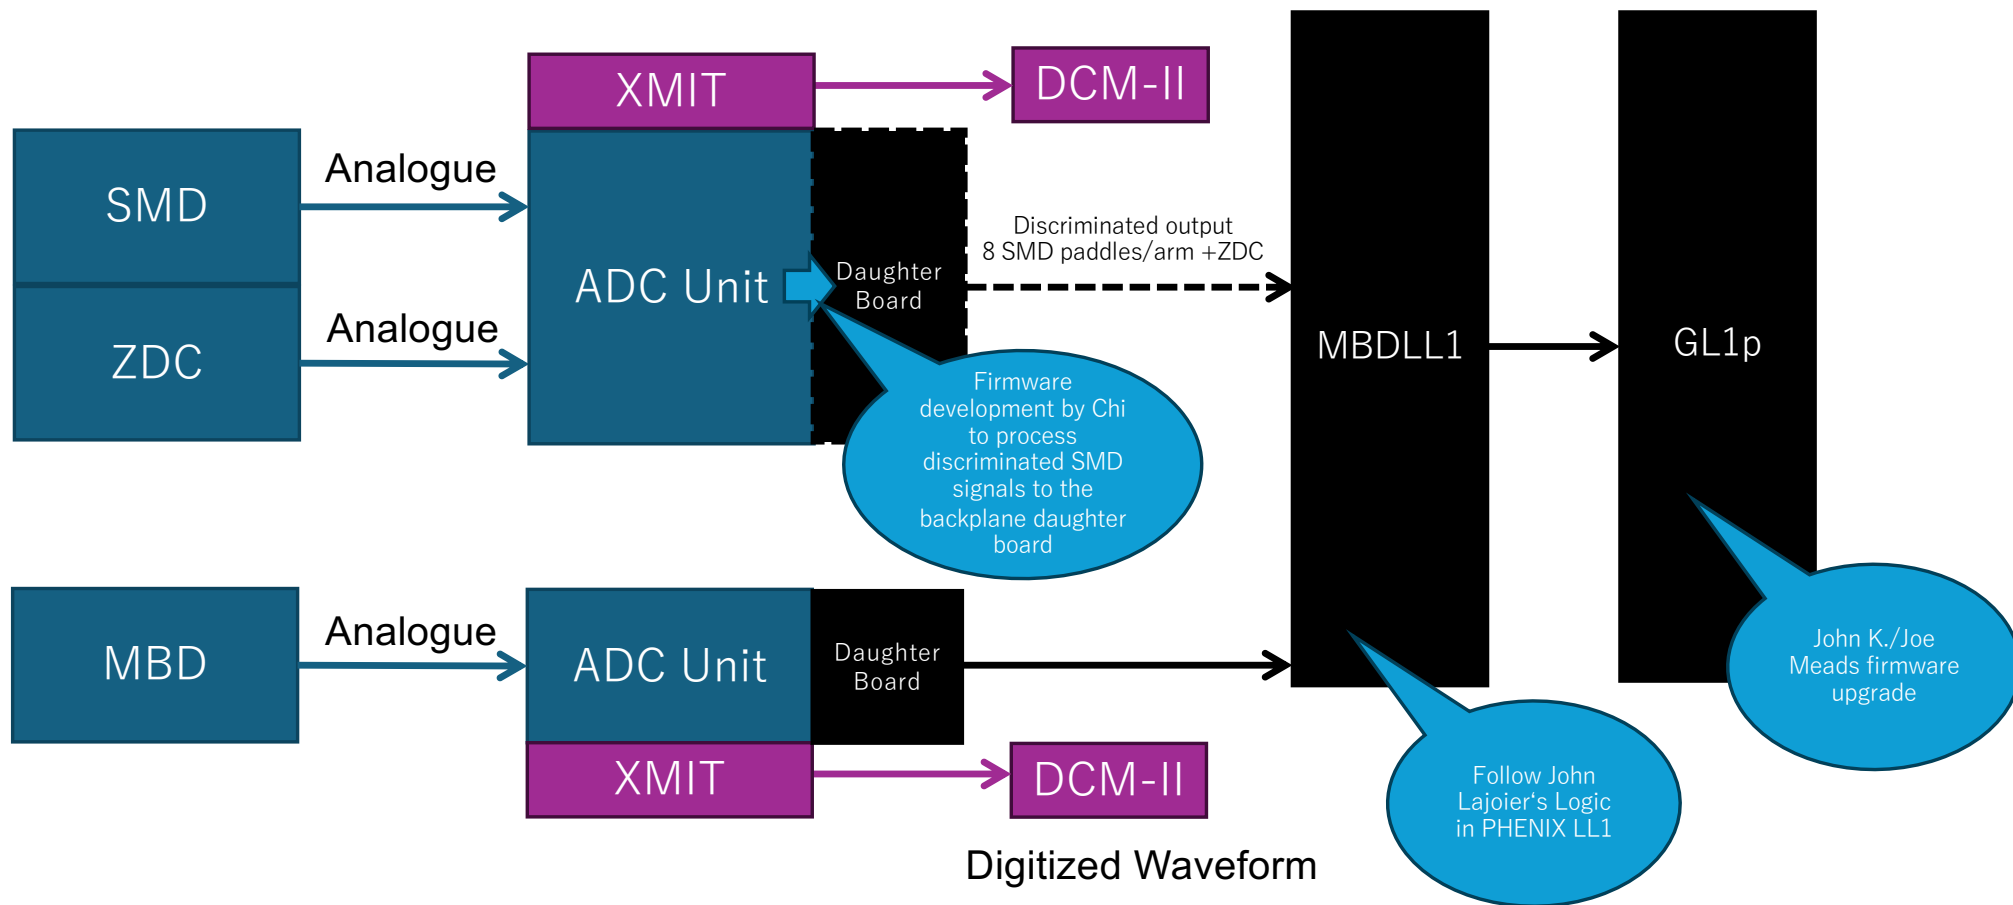 XMIT
DCM-II
SMD
Analogue
ADC Unit
Daughter
Board
Discriminated output
8 SMD paddles/arm +ZDC
ZDC
Analogue
MBDLL1
GL1p
Firmware
development by Chi
to process
discriminated SMD
signals to the
backplane daughter
board
MBD
Analogue
ADC Unit
Daughter
Board
John K./Joe
Meads firmware
upgrade
XMIT
DCM-II
Follow John
Lajoier‘s Logic
in PHENIX LL1
Digitized Waveform